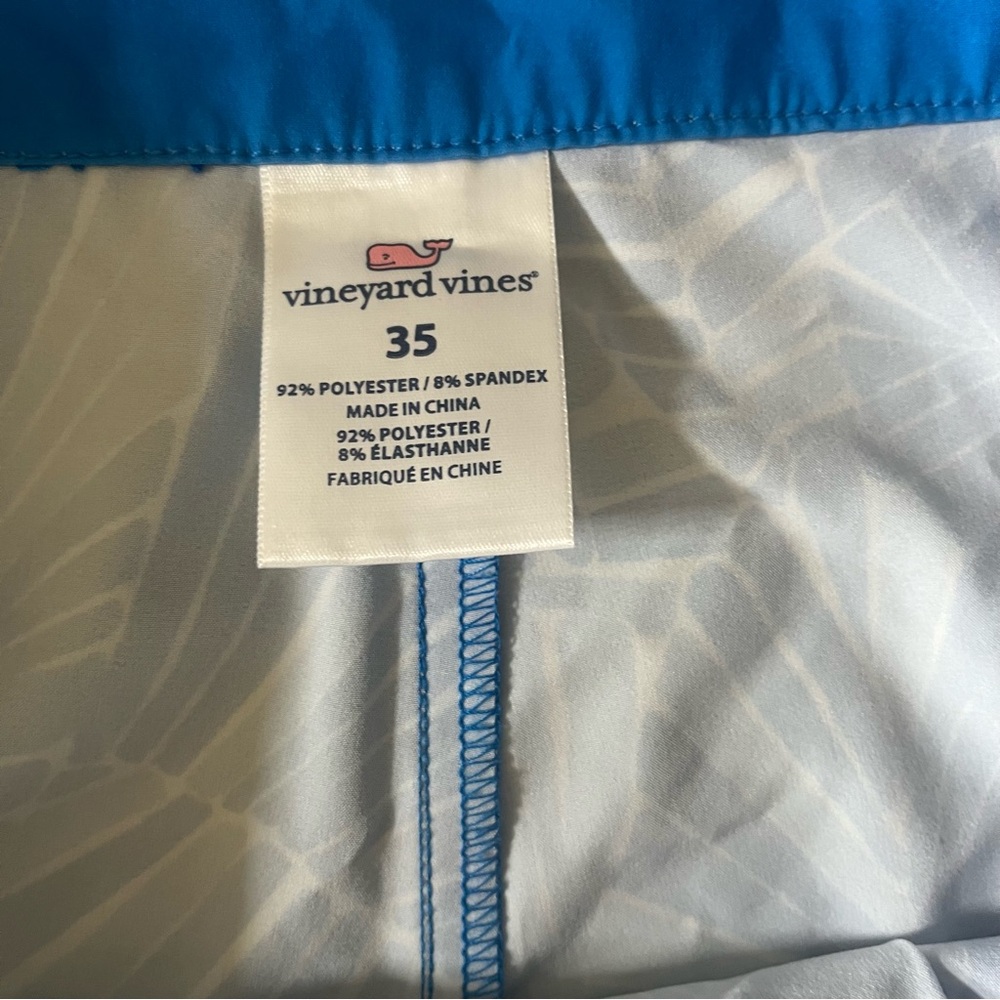 vineyard vines®
35
92% POLYESTER / 8% SPANDEX
MADE IN CHINA
92% POLYESTER /
8% ÉLASTHANNE
FABRIQUÉ EN CHINE